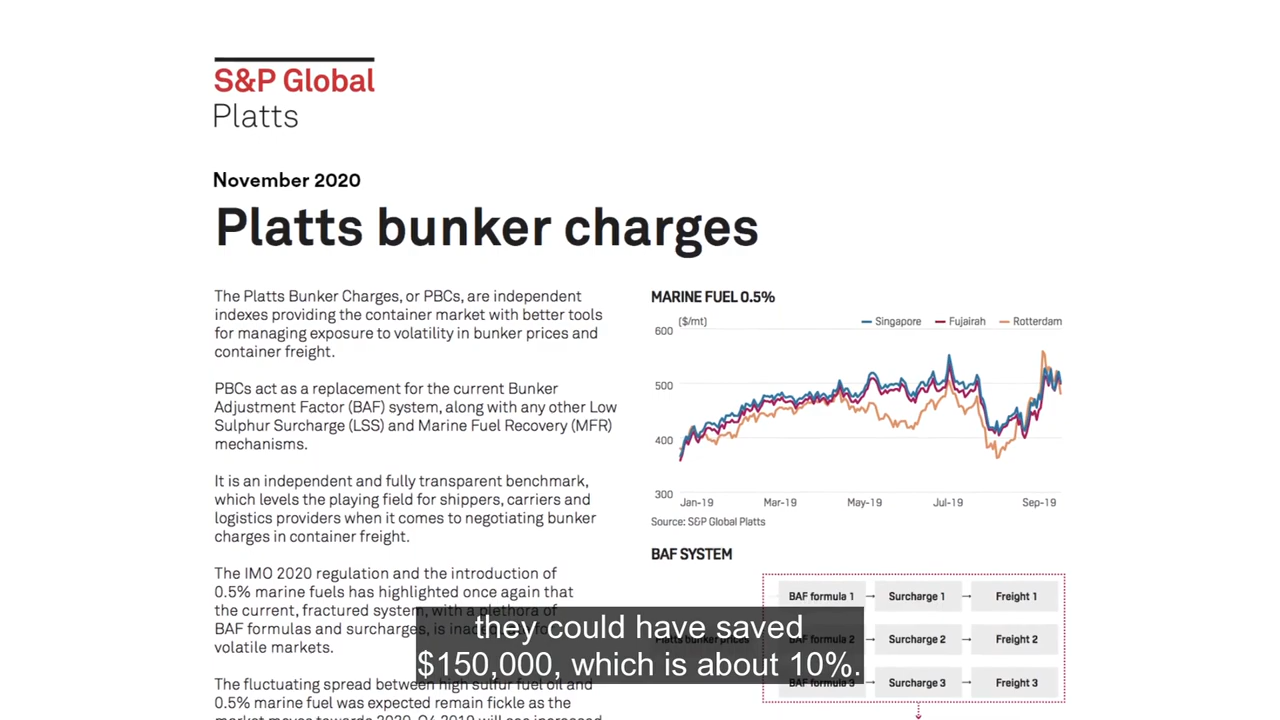 S&P Global
Platts
November 2020
Platts bunker charges
The Platts Bunker Charges, or PBCs, are independent
indexes providing the container market with better tools
for managing exposure to volatility in bunker prices and
container freight.
PBCs act as a replacement for the current Bunker
Adjustment Factor (BAF) system, along with any other Low
Sulphur Surcharge (LSS) and Marine Fuel Recovery (MFR)
mechanisms.
It is an independent and fully transparent benchmark,
which levels the playing field for shippers, carriers and
logistics providers when it comes to negotiating bunker
charges in container freight.
The IMO 2020 regulation and the introduction of
0.5% marine fuels has highlighted once again that
the current, fractured system, with a plethora of
BAF formulas and surcharges, is
volatile markets.
The fluctuating spread between high sulfur fuel oil and
0.5% marine fuel was expected remain fickle as the
MARINE FUEL 0.5%
($/mt)
Singapore
Fujairah
Rotterdam
600
500
400
300
Jan-19
Mar-19
May-19
Jul-19
Sep-19
Source: S&P Global Platts
BAF SYSTEM
BAF formula 1
Surcharge 1
Freight 1
Platts bunker prices
BAF formula 2
Surcharge 2
Freight 2
BAF formula 3
Surcharge 3
Freight 3
they could have saved
$150,000, which is about 10%.